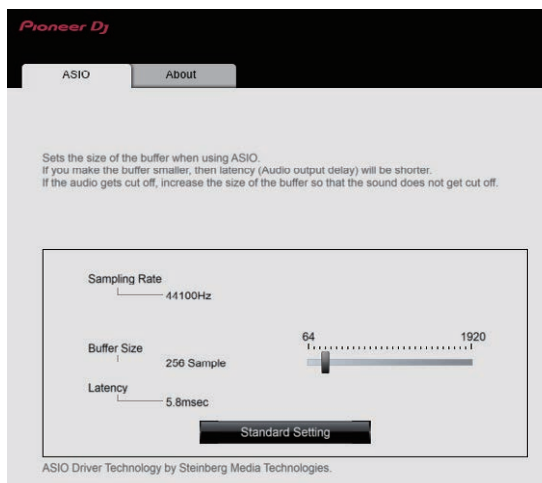 Pioneer Dj
ASIO
About
Sets the size of the buffer when using ASIO.
If you make the buffer smaller, then latency (Audio output delay) will be shorter.
If the audio gets cut off, increase the size of the buffer so that the sound does not get cut off.
Sampling Rate
44100Hz
64 1920
Buffer Size
256 Sample
Latency
5.8msec
Standard Setting
ASIO Driver Technology by Steinberg Media Technologies.